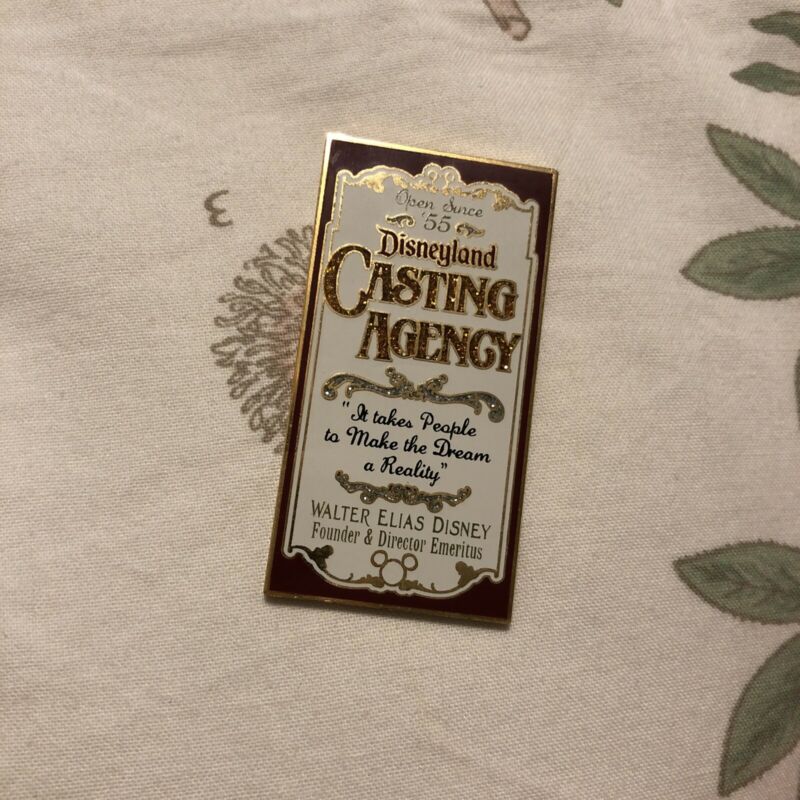 Open Since
'55
Disneyland
CASTING
AGENCY
"It takes People
to Make the Dream
a Reality"
WALTER ELIAS DISNEY
Founder & Director Emeritus